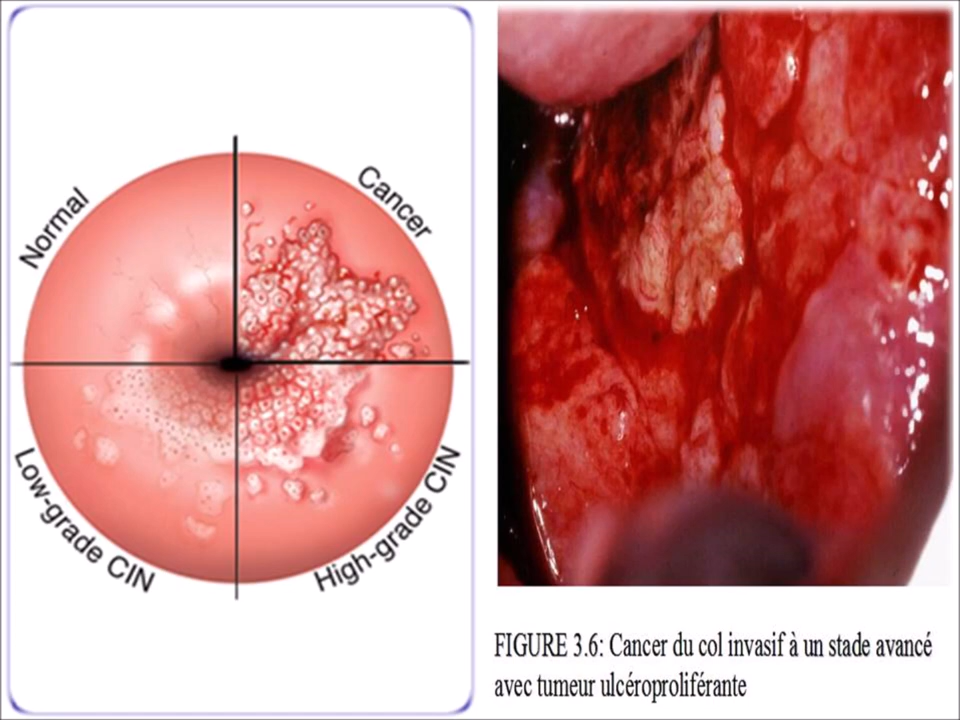 Normal
Cancer
Low-grade CIN
High-grade CIN
FIGURE 3.6: Cancer du col invasif à un stade avancé
avec tumeur ulcéroproliférante